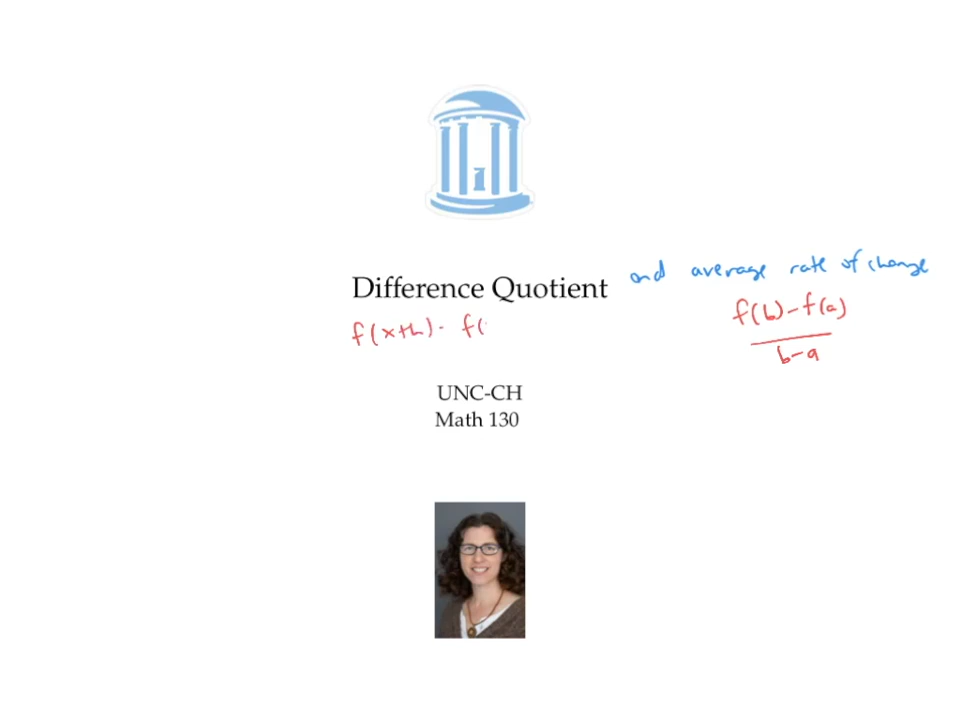 Difference Quotient and average rate of change
f(x+h) - f(
f(b)-f(a)
b-a
UNC-CH
Math 130